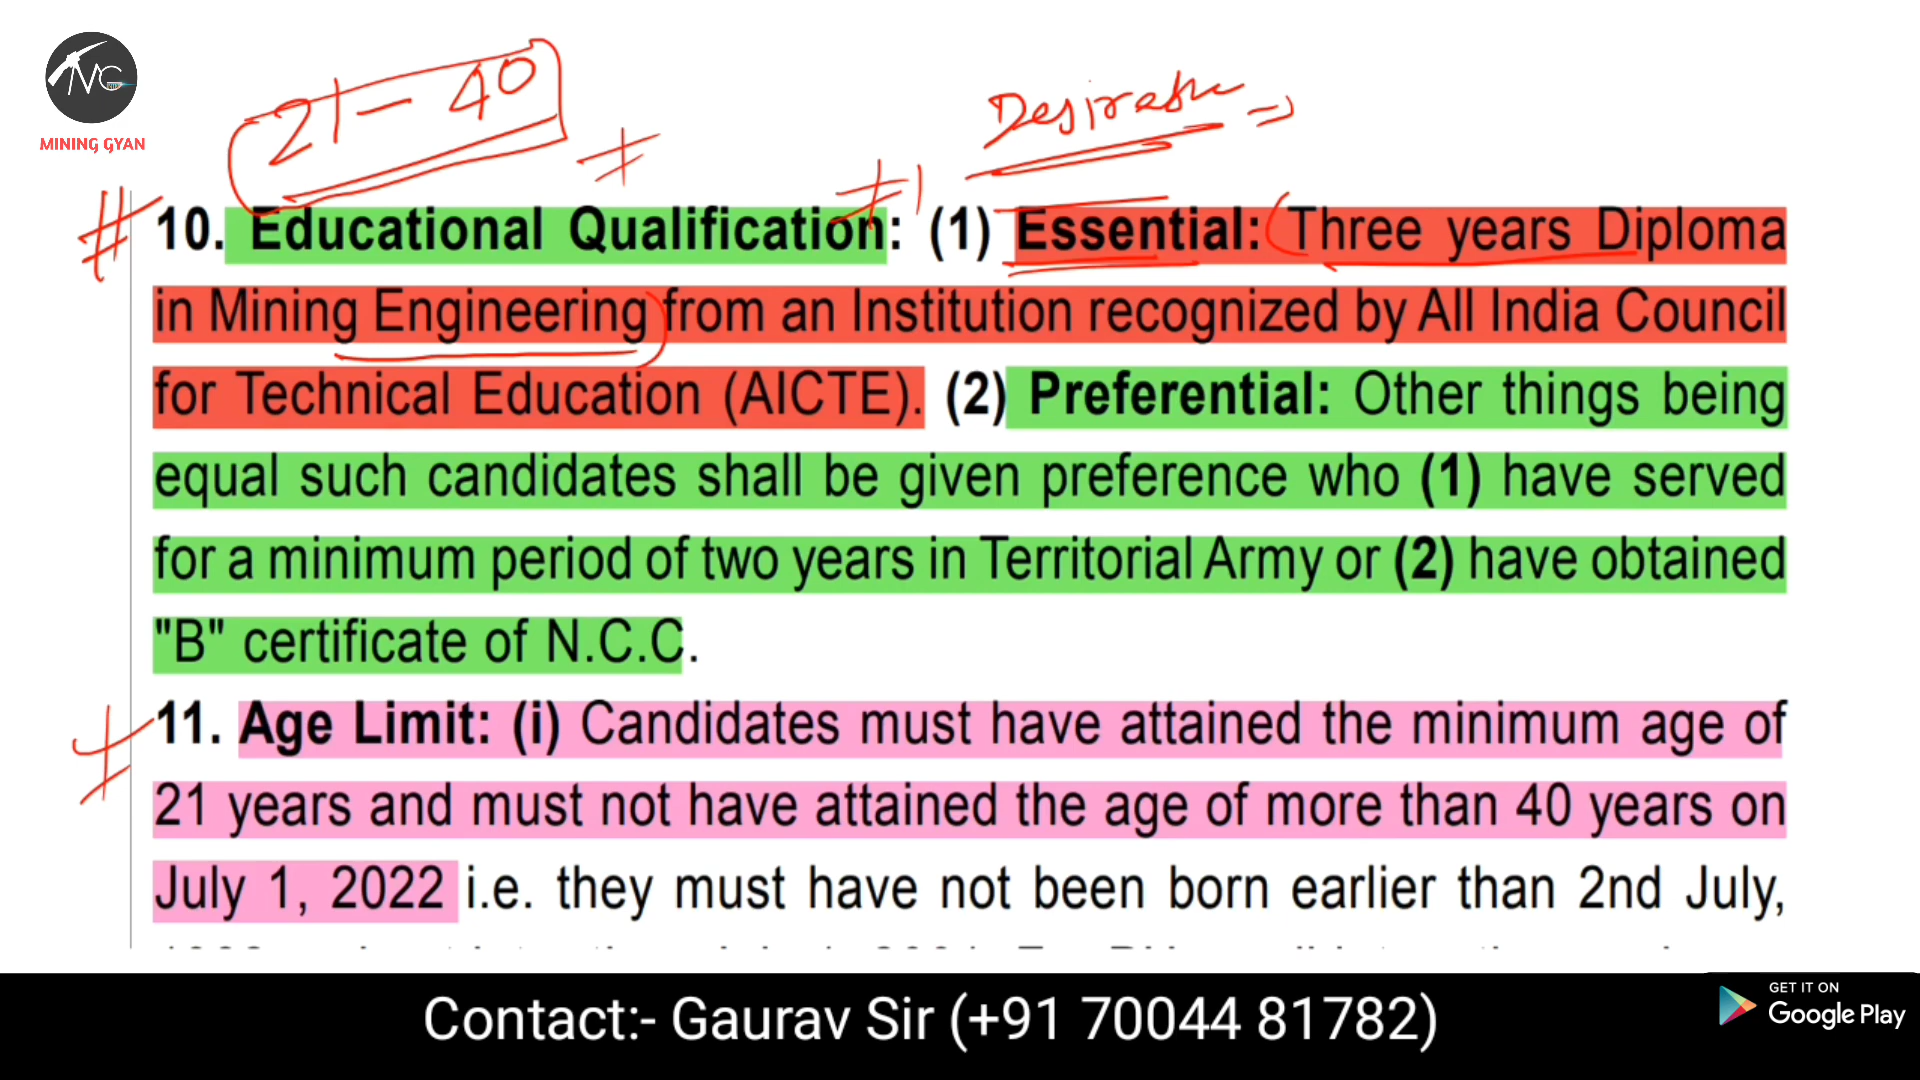 MG
MINING GYAN
21 - 40
Desirable =>
10. Educational Qualification: (1) Essential: Three years Diploma
in Mining Engineering from an Institution recognized by All India Council
for Technical Education (AICTE). (2) Preferential: Other things being
equal such candidates shall be given preference who (1) have served
for a minimum period of two years in Territorial Army or (2) have obtained
"B" certificate of N.C.C.
11. Age Limit: (i) Candidates must have attained the minimum age of
21 years and must not have attained the age of more than 40 years on
July 1, 2022 i.e. they must have not been born earlier than 2nd July,
Contact:- Gaurav Sir (+91 70044 81782)
GET IT ON
Google Play